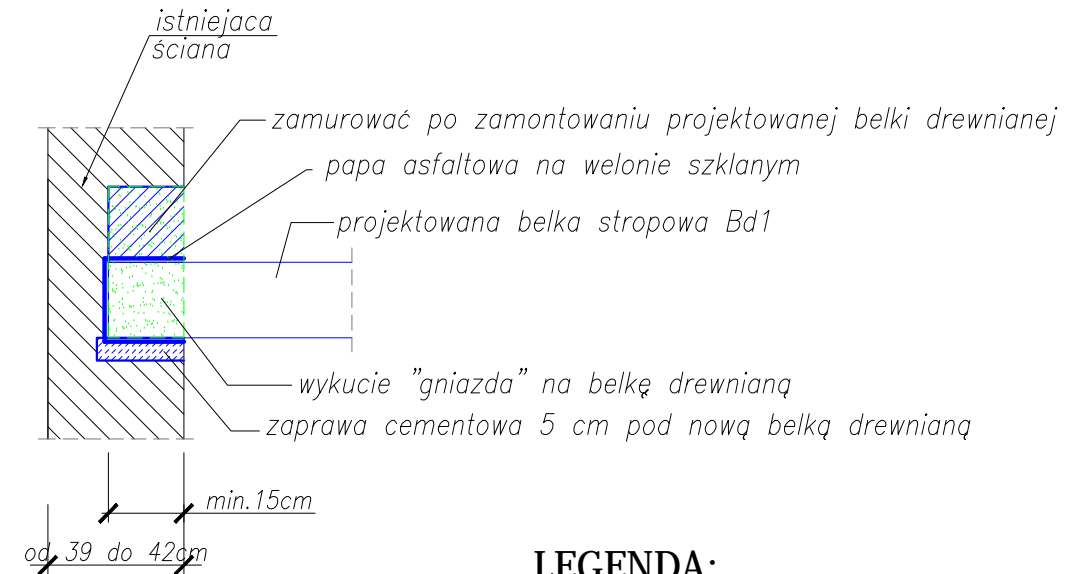 istniejaca
ściana
zamurować po zamontowaniu projektowanej belki drewnianej
papa asfaltowa na welonie szklanym
projektowana belka stropowa Bd1
wykucie "gniazda" na belkę drewnianą
zaprawa cementowa 5 cm pod nową belką drewnianą
min.15cm
od 39 do 42cm
LEGENDA: